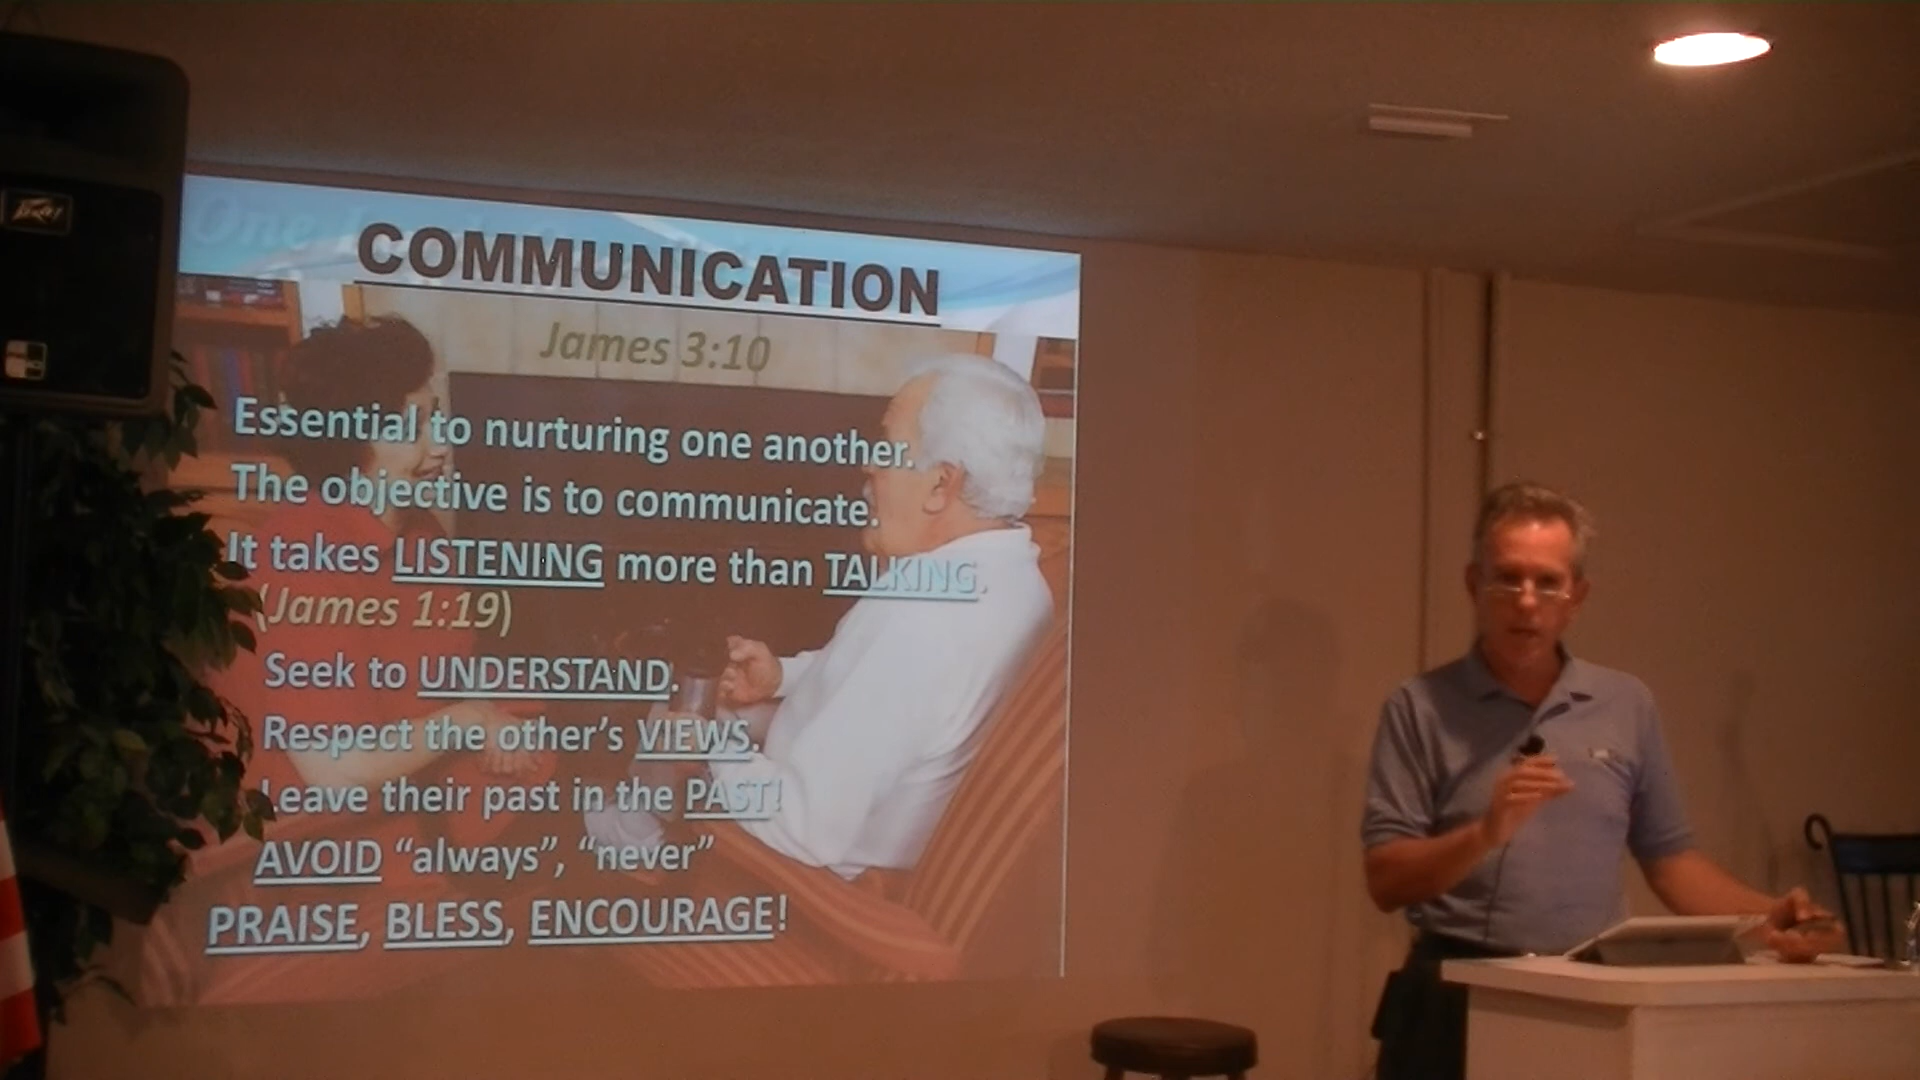 PEAVEY
One
COMMUNICATION
James 3:10
Essential to nurturing one another.
The objective is to communicate.
It takes LISTENING more than TALKING.
(James 1:19)
Seek to UNDERSTAND.
Respect the other's VIEWS.
Leave their past in the PAST!
AVOID “always”, “never”
PRAISE, BLESS, ENCOURAGE!